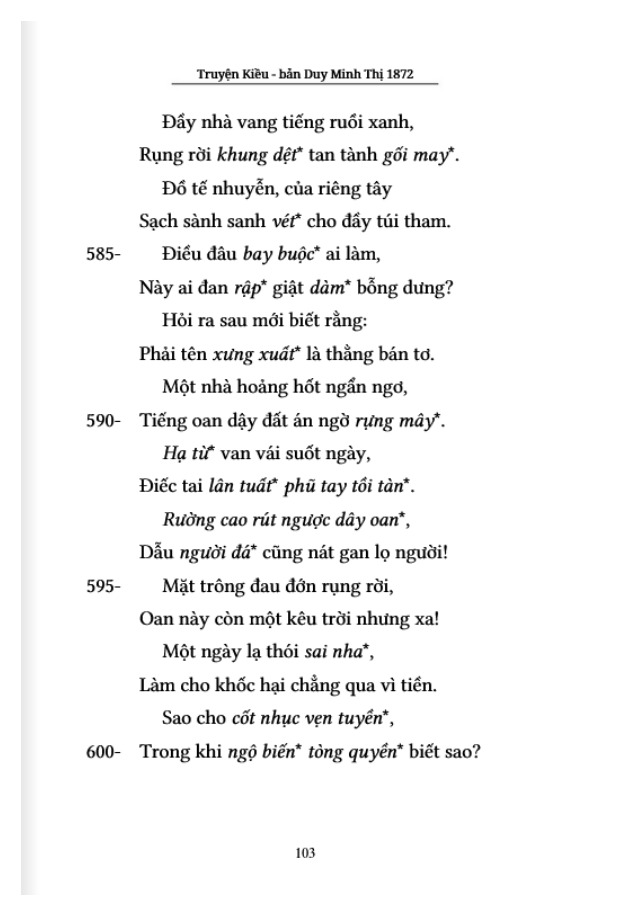 Truyện Kiều - bản Duy Minh Thị 1872
Đầy nhà vang tiếng ruồi xanh,
Rụng rời khung dệt* tan tành gối may*.
Đồ tế nhuyễn, của riêng tây
Sạch sành sanh vét* cho đầy túi tham.
585- Điều đâu bay buộc* ai làm,
Này ai đan rập* giật dàm* bỗng dưng?
Hỏi ra sau mới biết rằng:
Phải tên xưng xuất* là thằng bán tơ.
Một nhà hoảng hốt ngẩn ngơ,
590- Tiếng oan dậy đất án ngờ rựng mây*.
Hạ từ* van vái suốt ngày,
Điếc tai lân tuất* phũ tay tồi tàn*.
Rường cao rút ngược dây oan*,
Dẫu người đá* cũng nát gan lọ người!
595- Mặt trông đau đớn rụng rời,
Oan này còn một kêu trời nhưng xa!
Một ngày lạ thói sai nha*,
Làm cho khốc hại chẳng qua vì tiền.
Sao cho cốt nhục vẹn tuyền*,
600- Trong khi ngộ biến* tòng quyền* biết sao?
103